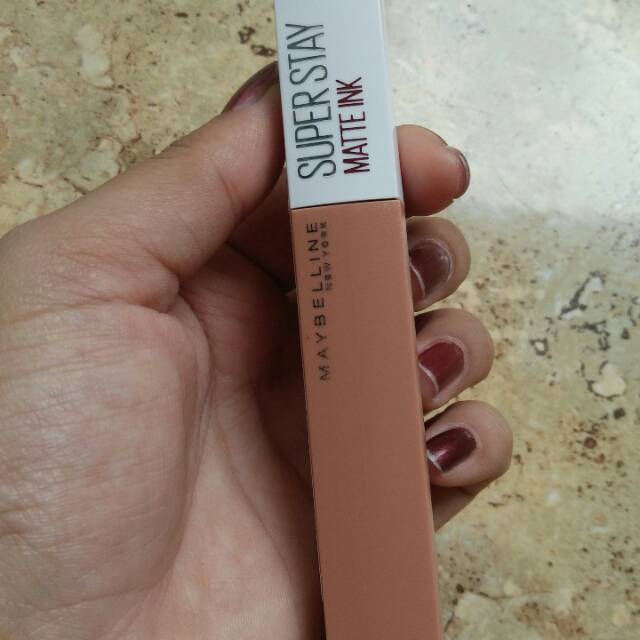 SUPER STAY
MATTE INK
MAYBELLINE
NEW YORK